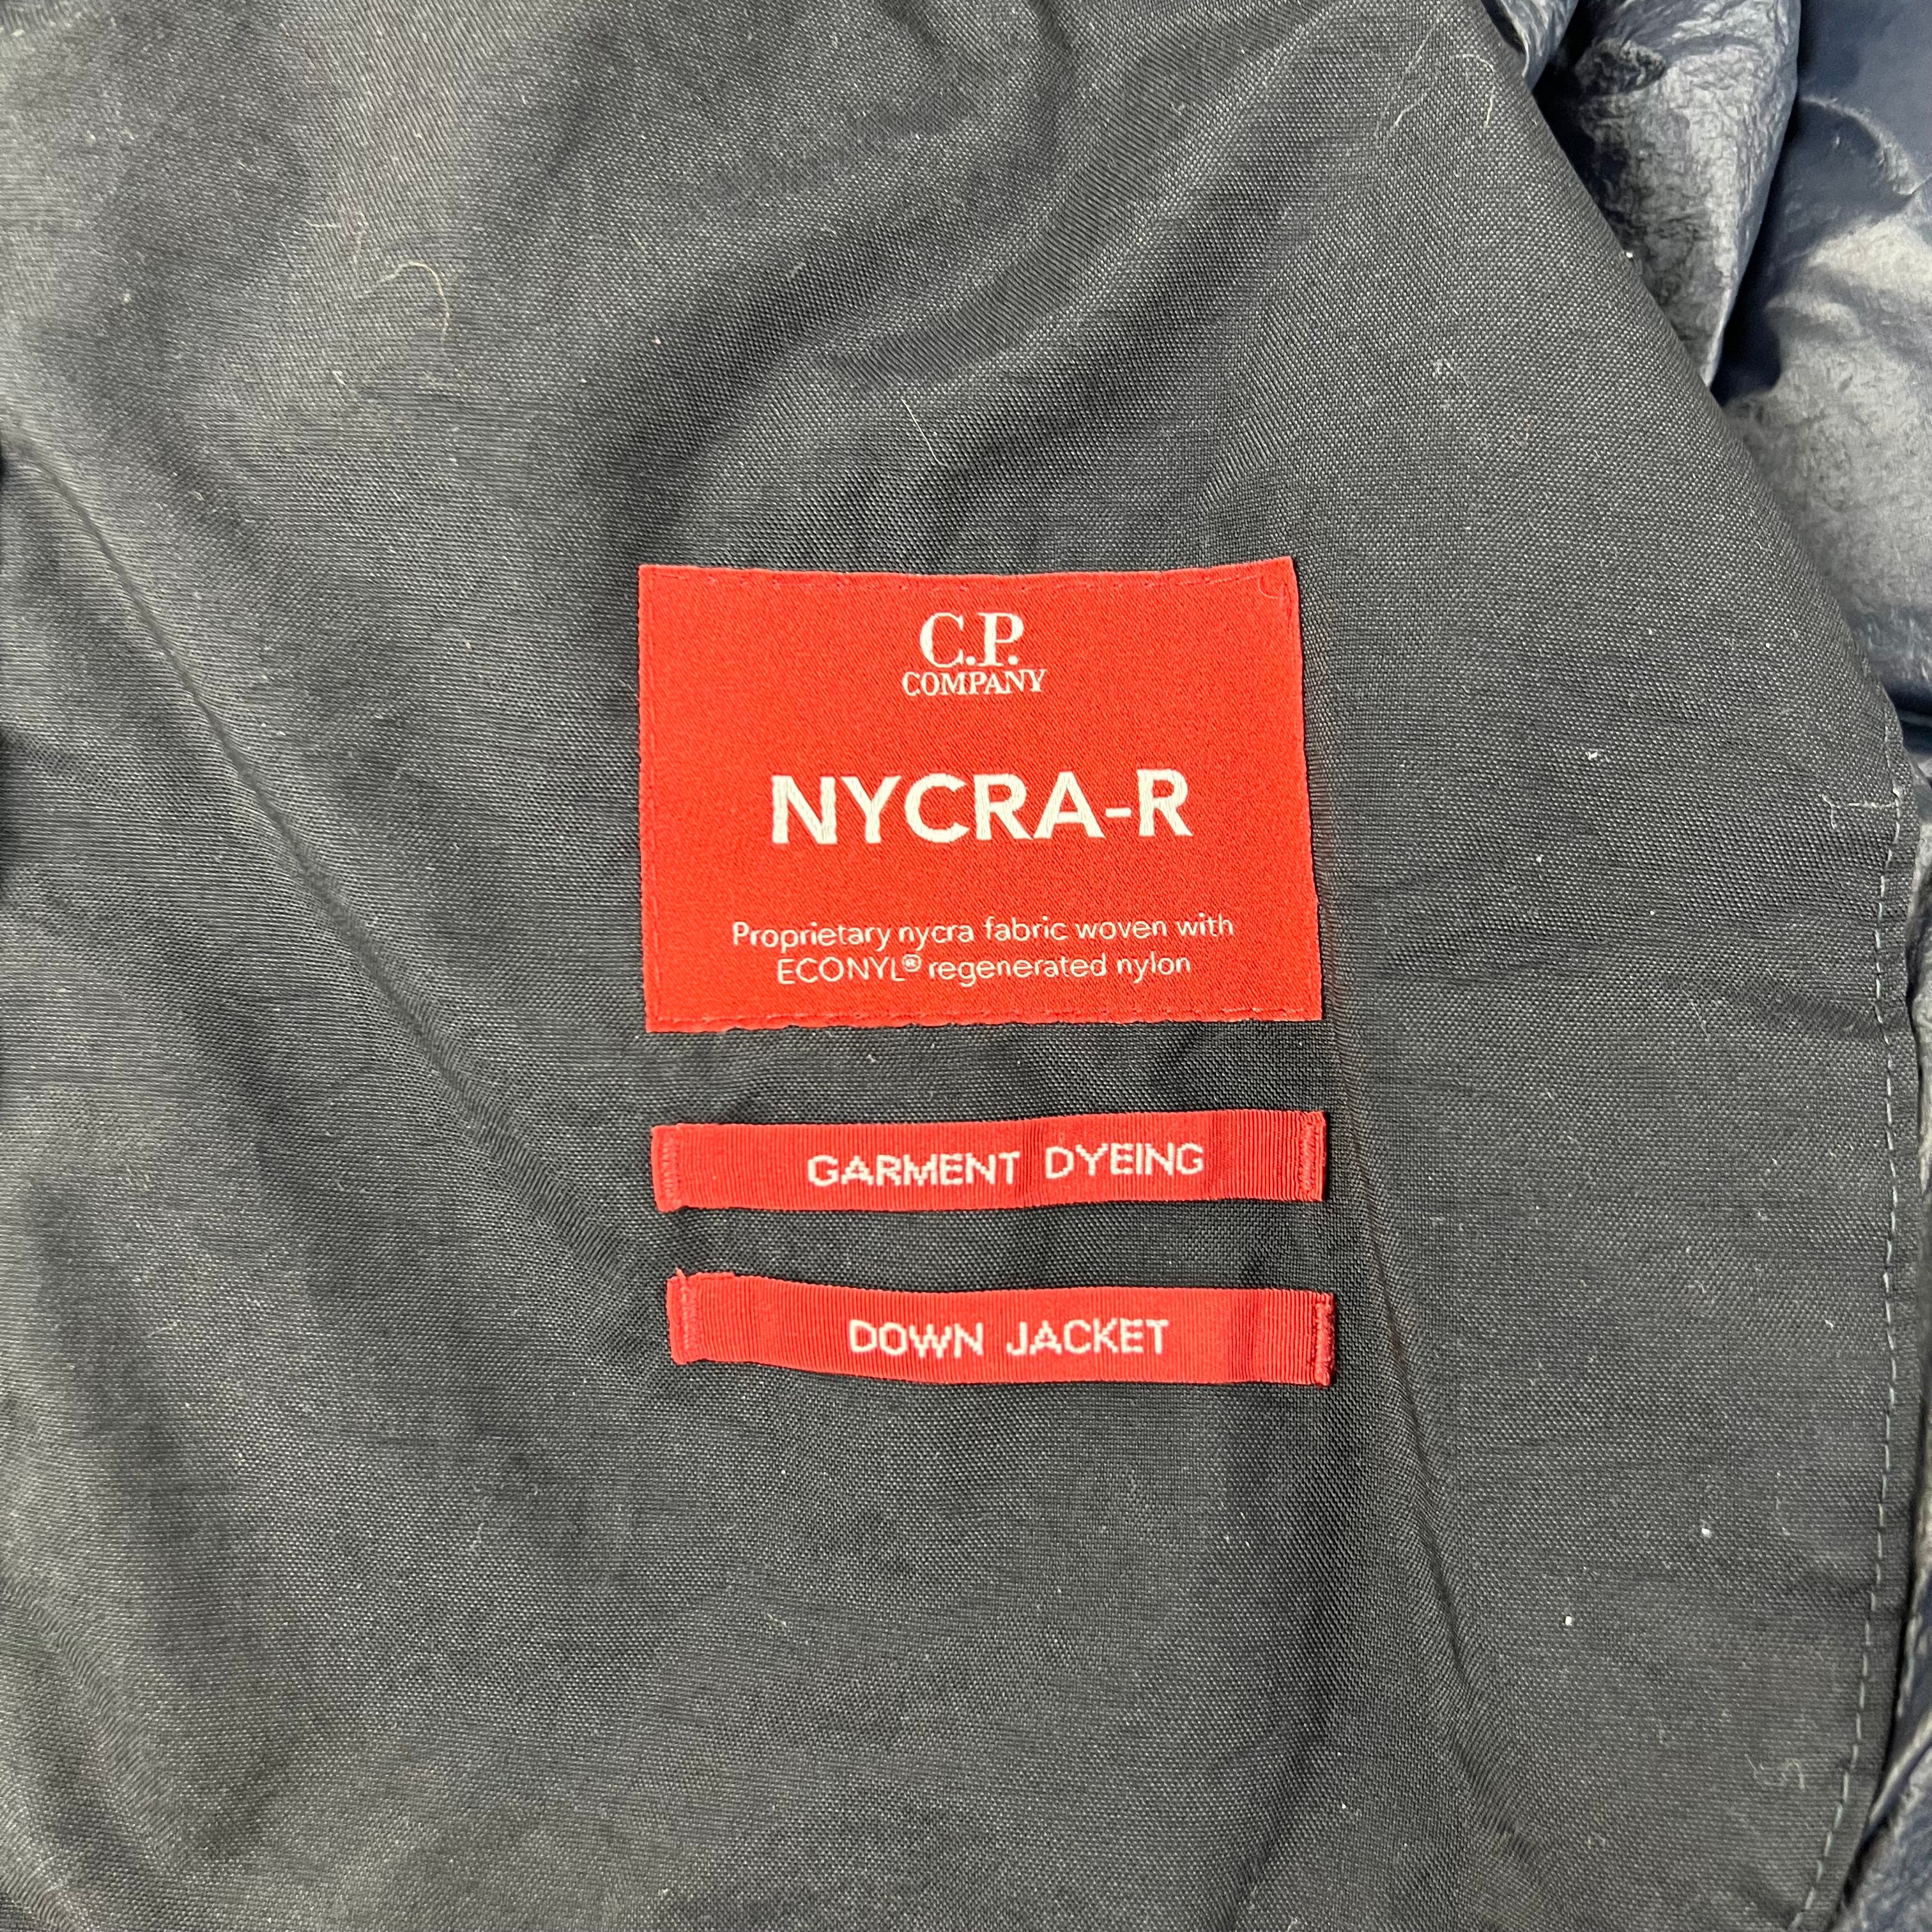 C.P.
COMPANY
NYCRA-R
Proprietary nycra fabric woven with
ECONYL® regenerated nylon
GARMENT DYEING
DOWN JACKET